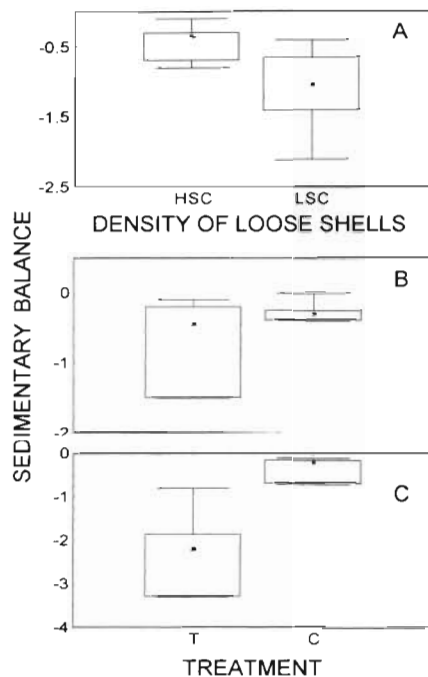 -0.5
A
-1.5
-2.5
HSC LSC
DENSITY OF LOOSE SHELLS
SEDIMENTARY BALANCE
0
B
-1
-2
0
-1
C
-2
-3
-4
T C
TREATMENT